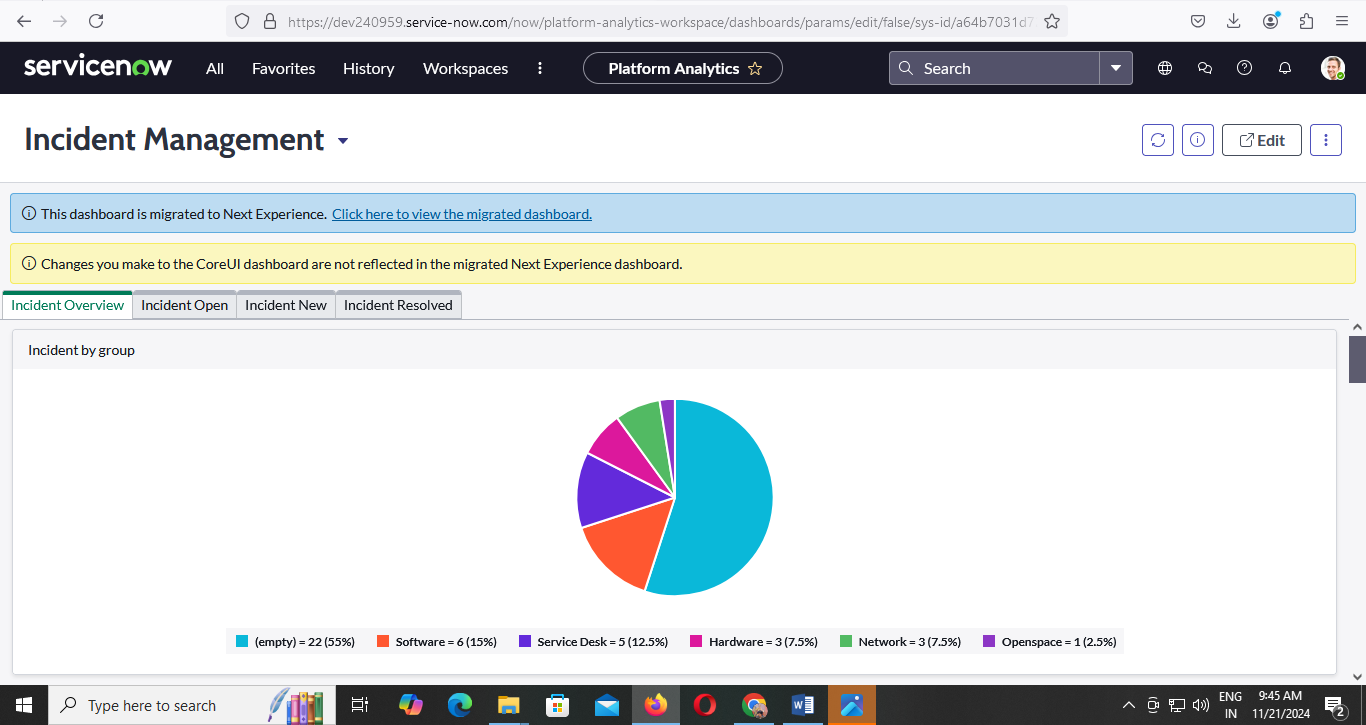 https://dev240959.service-now.com/now/platform-analytics-workspace/dashboards/params/edit/false/sys-id/a64b7031d7
servicenow All Favorites History Workspaces Platform Analytics Search
Incident Management Edit
This dashboard is migrated to Next Experience. Click here to view the migrated dashboard.
Changes you make to the CoreUI dashboard are not reflected in the migrated Next Experience dashboard.
Incident Overview Incident Open Incident New Incident Resolved
Incident by group
(empty) = 22 (55%) Software = 6 (15%) Service Desk = 5 (12.5%) Hardware = 3 (7.5%) Network = 3 (7.5%) Openspace = 1 (2.5%)
Type here to search ENG 9:45 AM
IN 11/21/2024 2